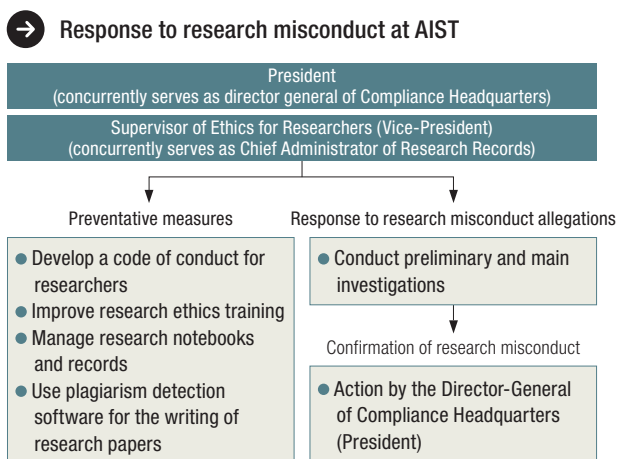 Response to research misconduct at AIST
President
(concurrently serves as director general of Compliance Headquarters)
Supervisor of Ethics for Researchers (Vice-President)
(concurrently serves as Chief Administrator of Research Records)
Preventative measures
● Develop a code of conduct for
researchers
● Improve research ethics training
● Manage research notebooks
and records
● Use plagiarism detection
software for the writing of
research papers
Response to research misconduct allegations
● Conduct preliminary and main
investigations
Confirmation of research misconduct
● Action by the Director-General
of Compliance Headquarters
(President)